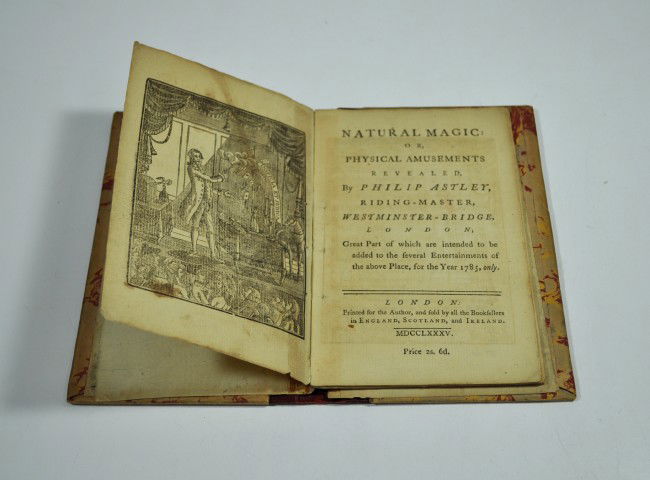 NATURAL MAGIC:
OR,
PHYSICAL AMUSEMENTS
REVEALED,
By PHILIP ASTLEY,
RIDING-MASTER,
WESTMINSTER-BRIDGE,
LONDON;
Great Part of which are intended to be
added to the ſeveral Entertainments of
the above Place, for the Year 1785, only.
LONDON:
Printed for the Author, and ſold by all the Bookſellers
in ENGLAND, SCOTLAND, and IRELAND.
MDCCLXXXV.
Price 2s. 6d.